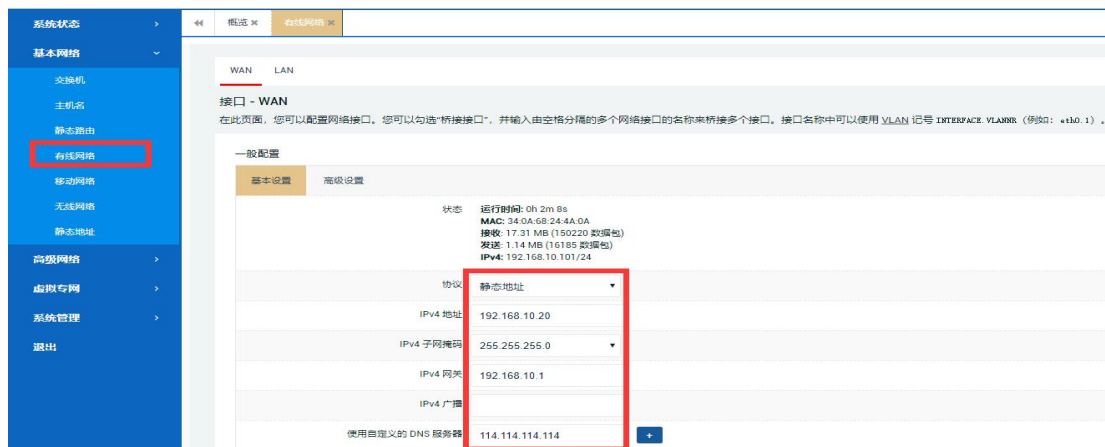 系统状态
基本网络
交换机
主机名
静态路由
有线网络
移动网络
无线网络
静态地址
高级网络
虚拟专网
系统管理
退出
概览 有线网络
WAN LAN
接口 - WAN
在此页面，您可以配置网络接口。您可以勾选“桥接接口”，并输入由空格分隔的多个网络接口的名称来桥接多个接口。接口名称中可以使用 VLAN 记号 INTERFACE.VLANNR（例如：eth0.1）。
一般配置
基本设置 高级设置
状态 运行时间: 0h 2m 8s
MAC: 34:0A:68:24:4A:0A
接收: 17.31 MB (150220 数据包)
发送: 1.14 MB (16185 数据包)
IPv4: 192.168.10.101/24
协议 静态地址
IPv4 地址 192.168.10.20
IPv4 子网掩码 255.255.255.0
IPv4 网关 192.168.10.1
IPv4 广播
使用自定义的 DNS 服务器 114.114.114.114 +